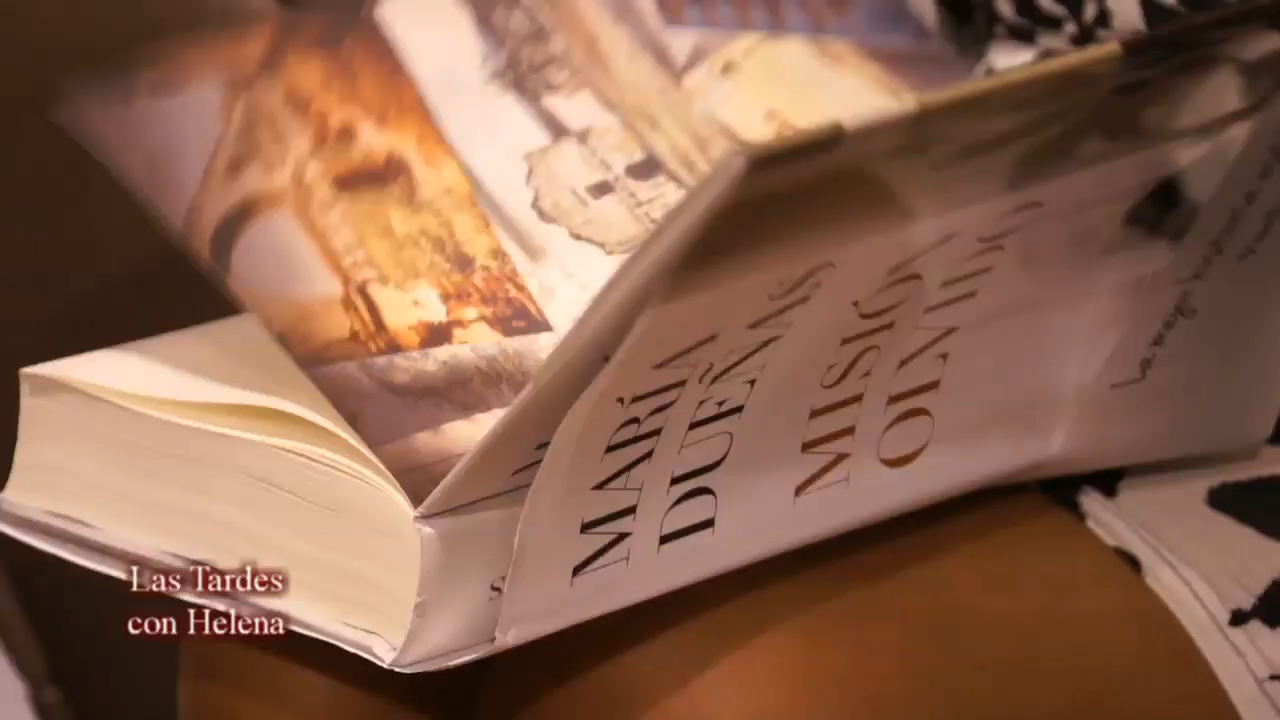 MARÍA
DUEÑAS
MISIÓN
OLVIDO
Las Tardes
con Helena